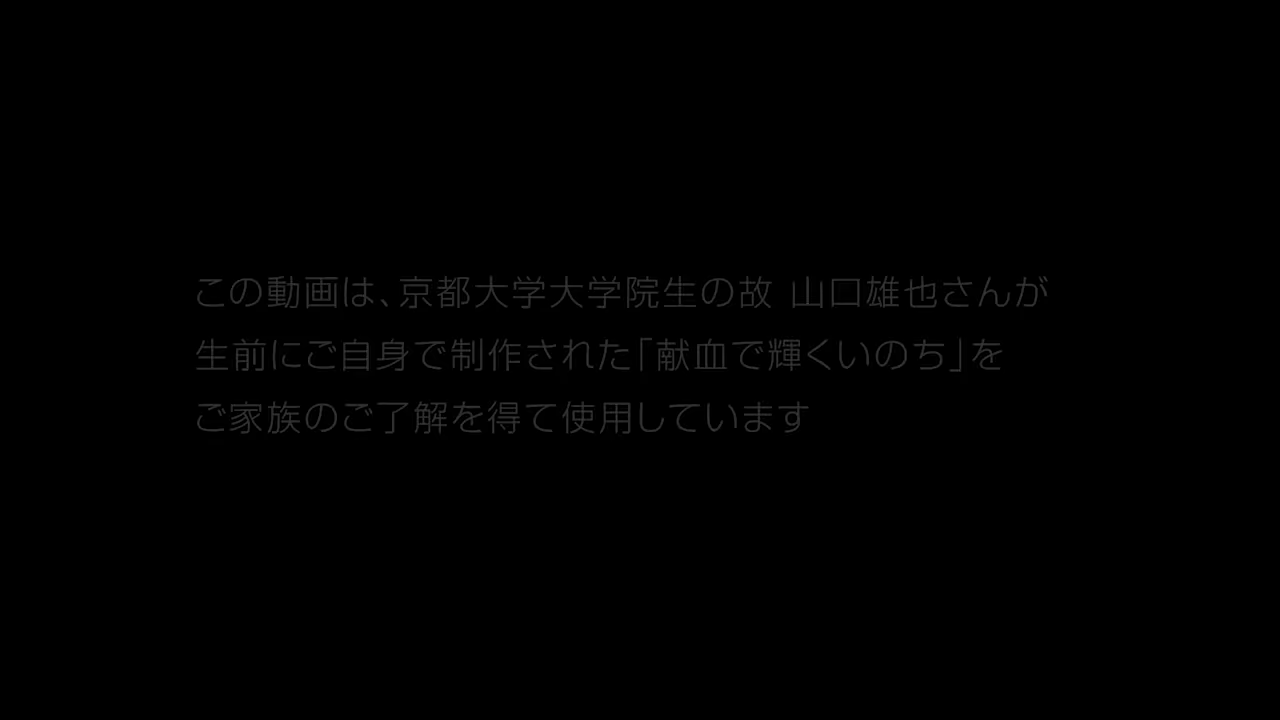 この動画は、京都大学大学院生の故 山口雄也さんが
生前にご自身で制作された「献血で輝くいのち」を
ご家族のご了解を得て使用しています